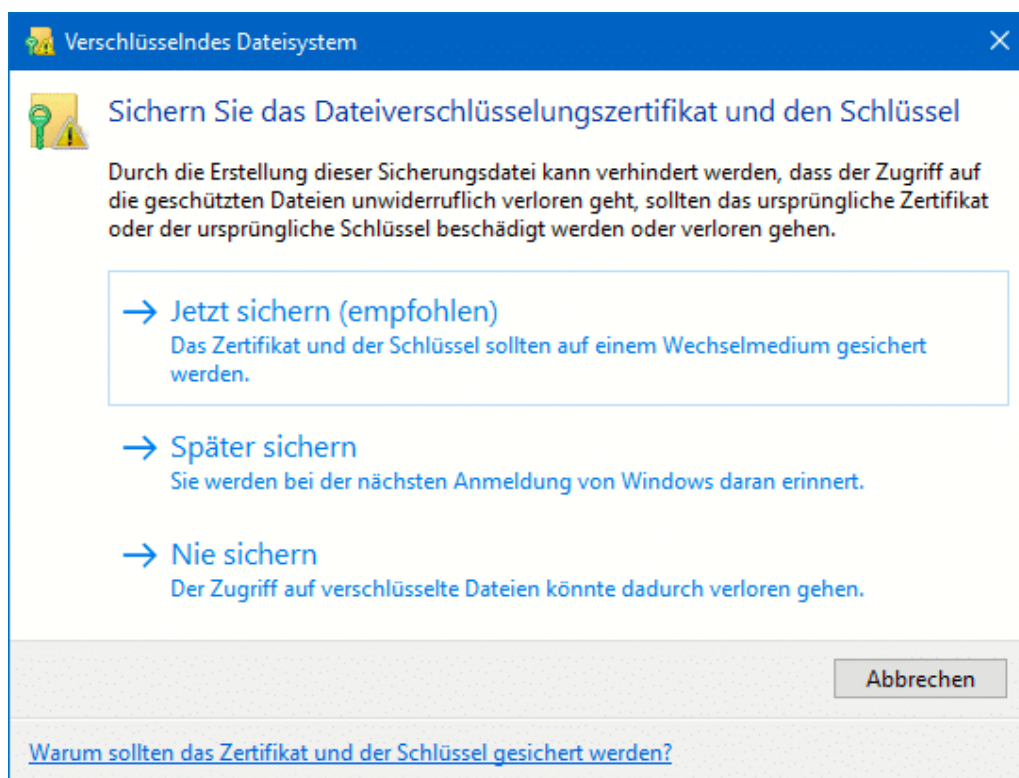 Verschlüsselndes Dateisystem
Sichern Sie das Dateiverschlüsselungszertifikat und den Schlüssel
Durch die Erstellung dieser Sicherungsdatei kann verhindert werden, dass der Zugriff auf
die geschützten Dateien unwiderruflich verloren geht, sollten das ursprüngliche Zertifikat
oder der ursprüngliche Schlüssel beschädigt werden oder verloren gehen.
Jetzt sichern (empfohlen)
Das Zertifikat und der Schlüssel sollten auf einem Wechselmedium gesichert
werden.
Später sichern
Sie werden bei der nächsten Anmeldung von Windows daran erinnert.
Nie sichern
Der Zugriff auf verschlüsselte Dateien könnte dadurch verloren gehen.
Abbrechen
Warum sollten das Zertifikat und der Schlüssel gesichert werden?